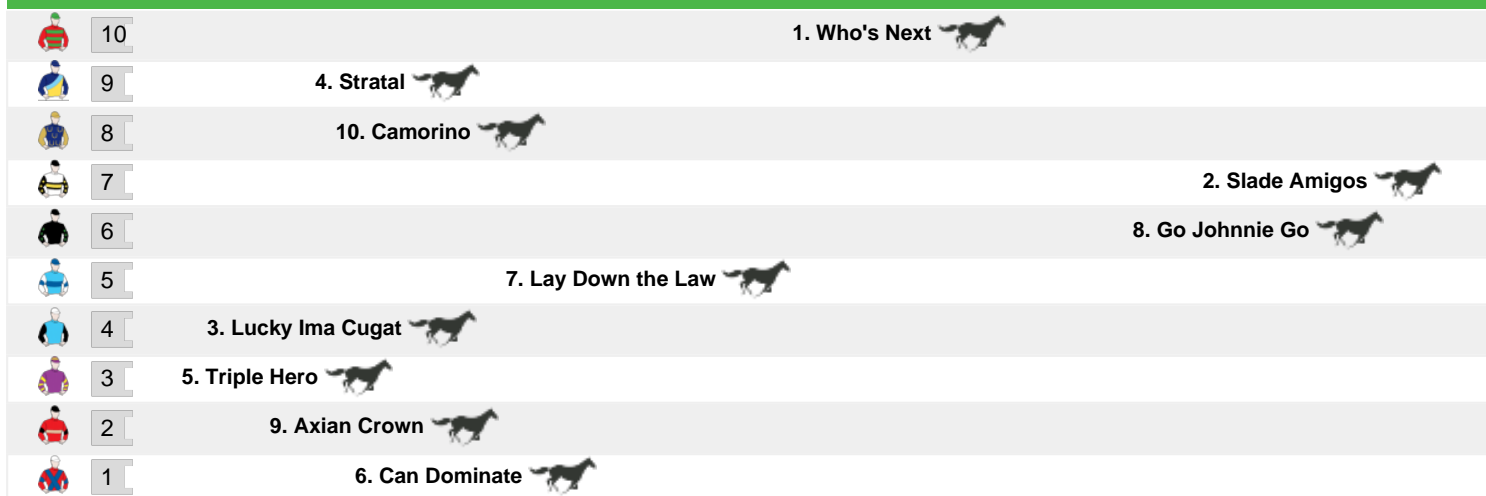 10 1. Who's Next
9 4. Stratal
8 10. Camorino
7 2. Slade Amigos
6 8. Go Johnnie Go
5 7. Lay Down the Law
4 3. Lucky Ima Cugat
3 5. Triple Hero
2 9. Axian Crown
1 6. Can Dominate